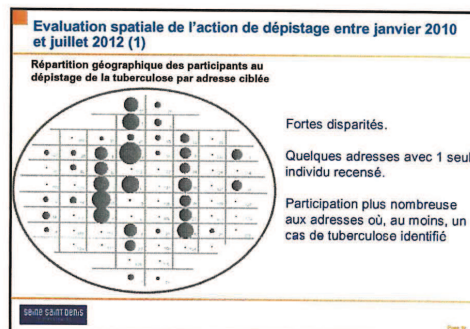 Evaluation spatiale de l'action de dépistage entre janvier 2010
et juillet 2012 (1)
Répartition géographique des participants au
dépistage de la tuberculose par adresse ciblée
Fortes disparités.
Quelques adresses avec 1 seul
individu recensé.
Participation plus nombreuse
aux adresses où, au moins, un
cas de tuberculose identifié
SEINE SAINT DENIS